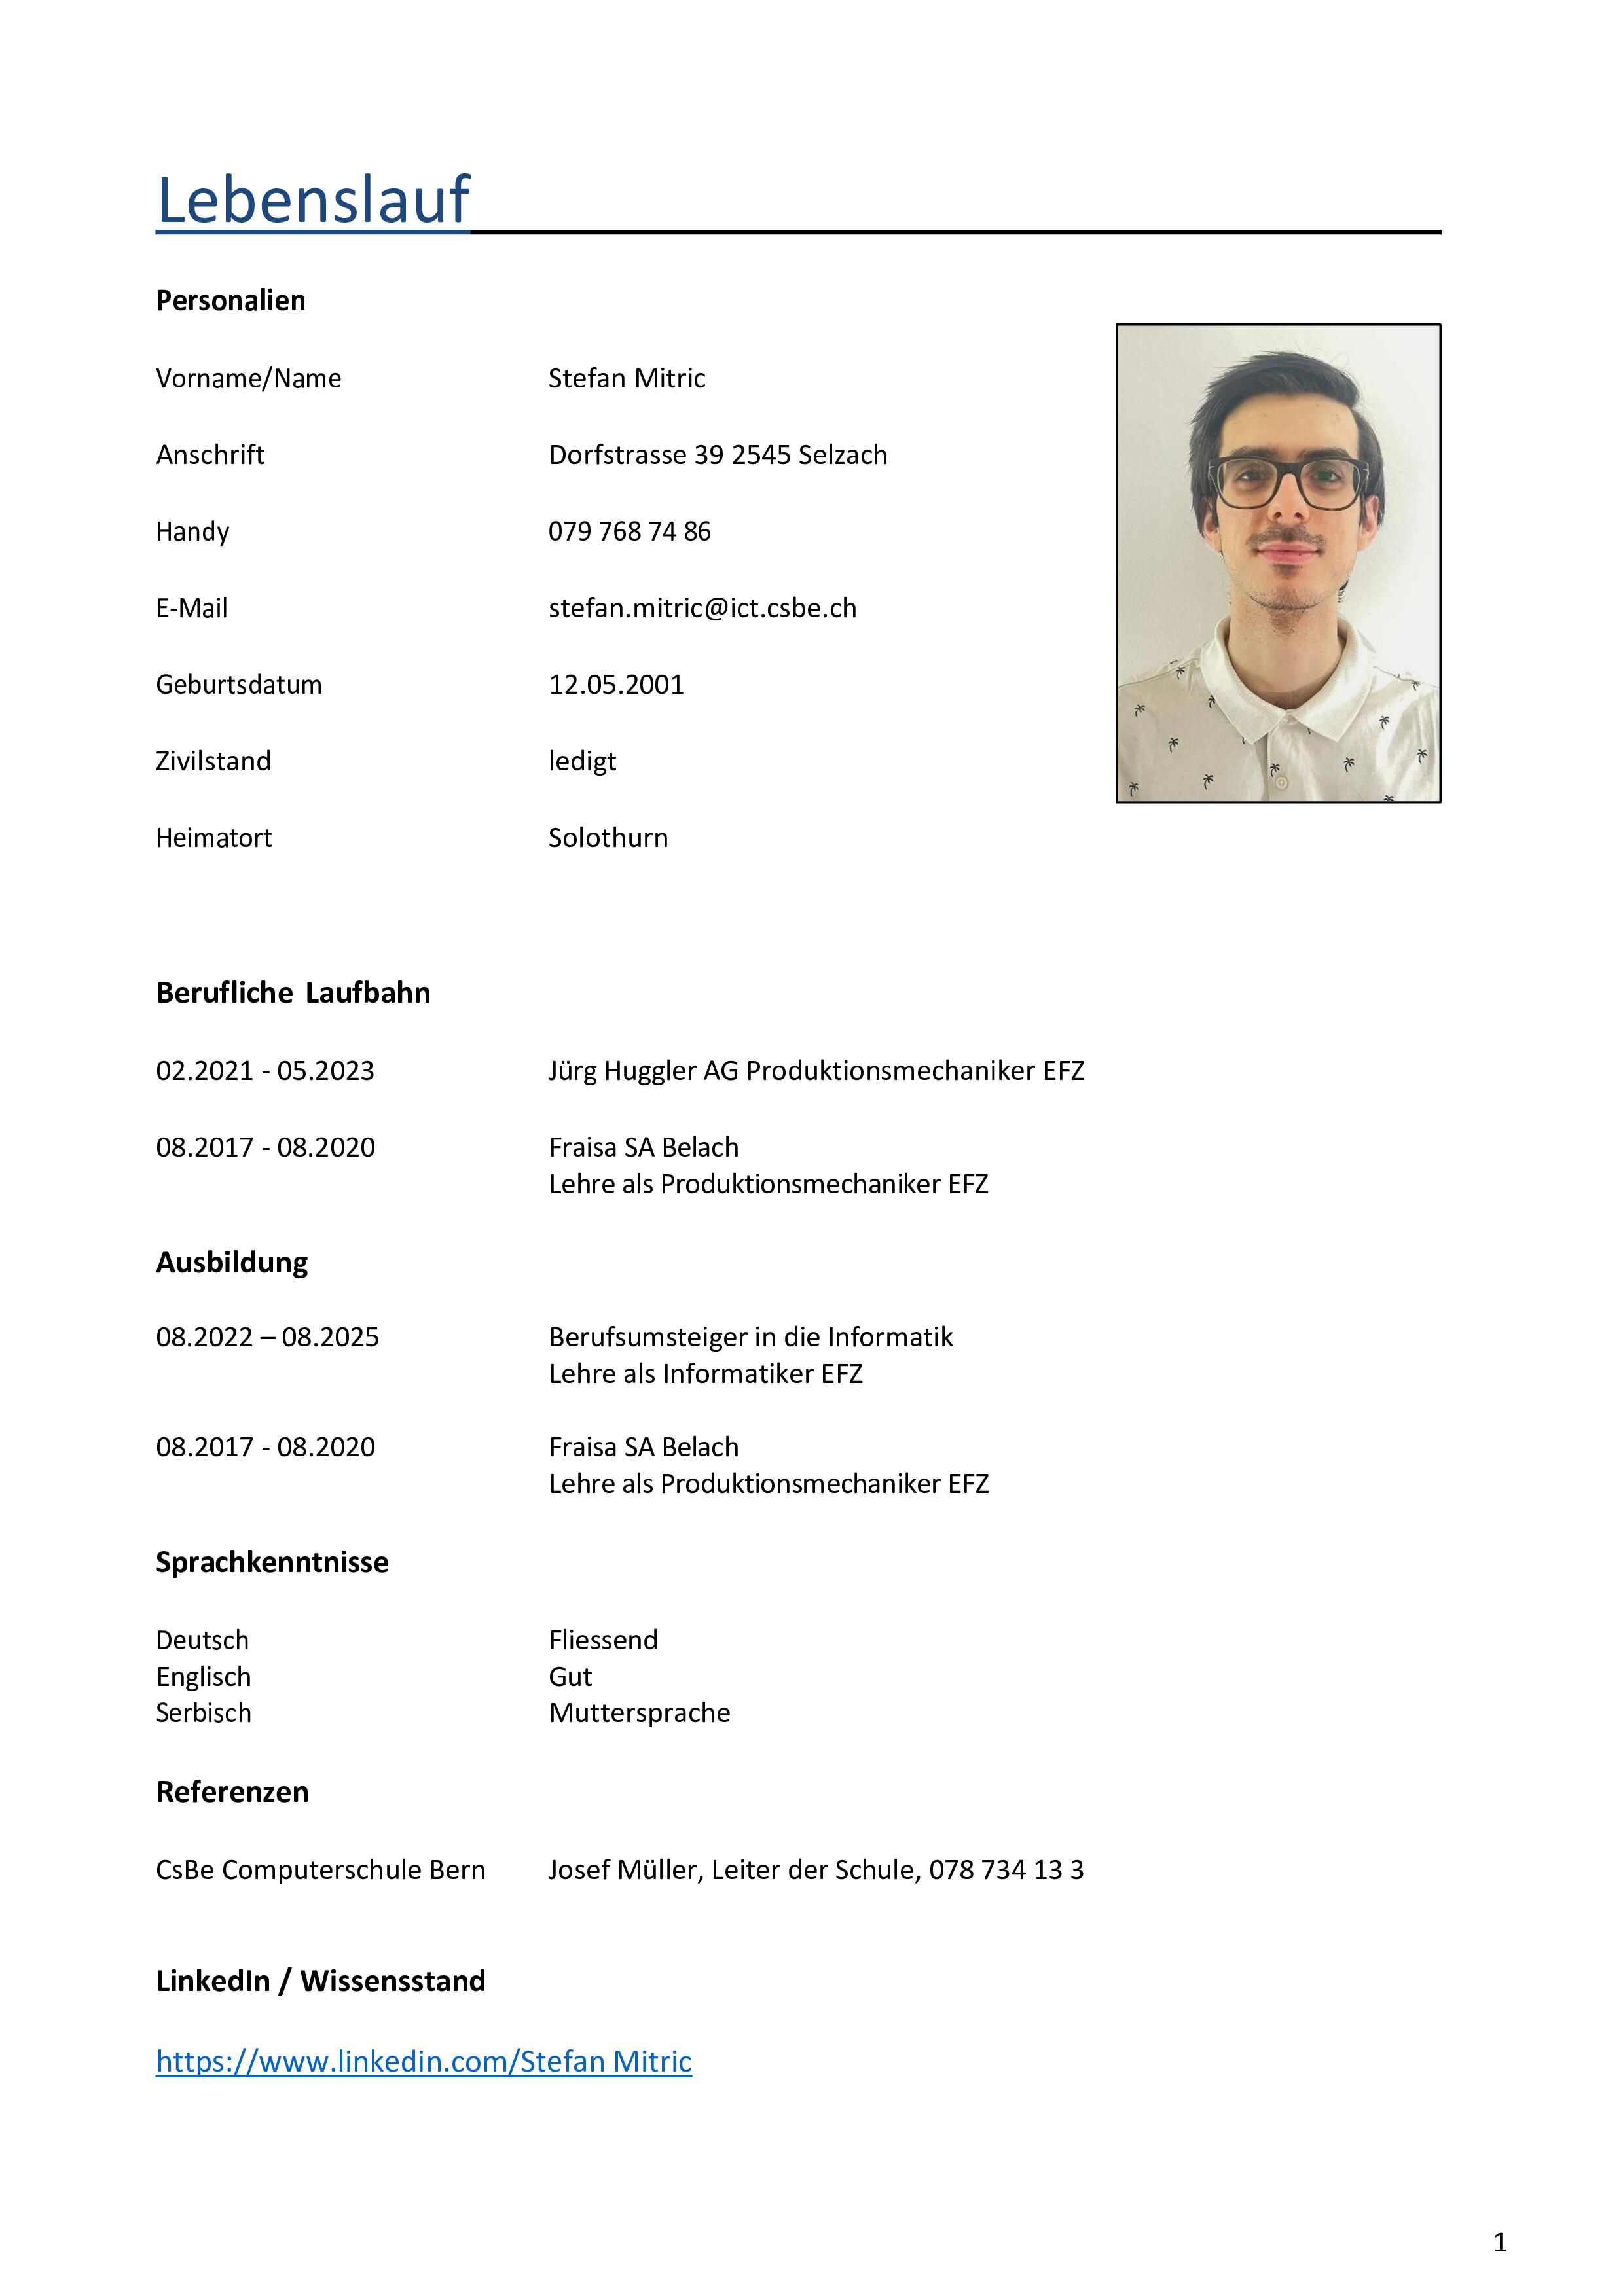 Lebenslauf
Personalien
Vorname/Name Stefan Mitric
Anschrift Dorfstrasse 39 2545 Selzach
Handy 079 768 74 86
E-Mail stefan.mitric@ict.csbe.ch
Geburtsdatum 12.05.2001
Zivilstand ledigt
Heimatort Solothurn
Berufliche Laufbahn
02.2021 - 05.2023 Jürg Huggler AG Produktionsmechaniker EFZ
08.2017 - 08.2020 Fraisa SA Belach
Lehre als Produktionsmechaniker EFZ
Ausbildung
08.2022 – 08.2025 Berufsumsteiger in die Informatik
Lehre als Informatiker EFZ
08.2017 - 08.2020 Fraisa SA Belach
Lehre als Produktionsmechaniker EFZ
Sprachkenntnisse
Deutsch Fliessend
Englisch Gut
Serbisch Muttersprache
Referenzen
CsBe Computerschule Bern Josef Müller, Leiter der Schule, 078 734 13 3
LinkedIn / Wissensstand
https://www.linkedin.com/Stefan Mitric
1